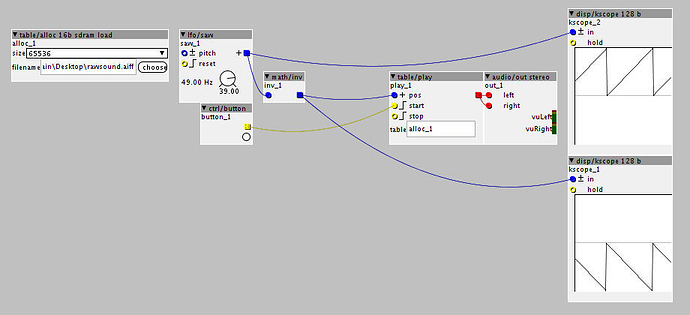 table/alloc 16b sdram load
alloc_1
size 65536
filename in\Desktop\rawsound.aiff choose
lfo/saw
saw_1
± pitch +
reset
49.00 Hz
39.00
ctrl/button
button_1
math/inv
inv_1
table/play
play_1
+ pos
start
stop
table alloc_1
audio/out stereo
out_1
left
right
vuLeft
vuRight
disp/kscope 128 b
kscope_2
± in
hold
disp/kscope 128 b
kscope_1
± in
hold